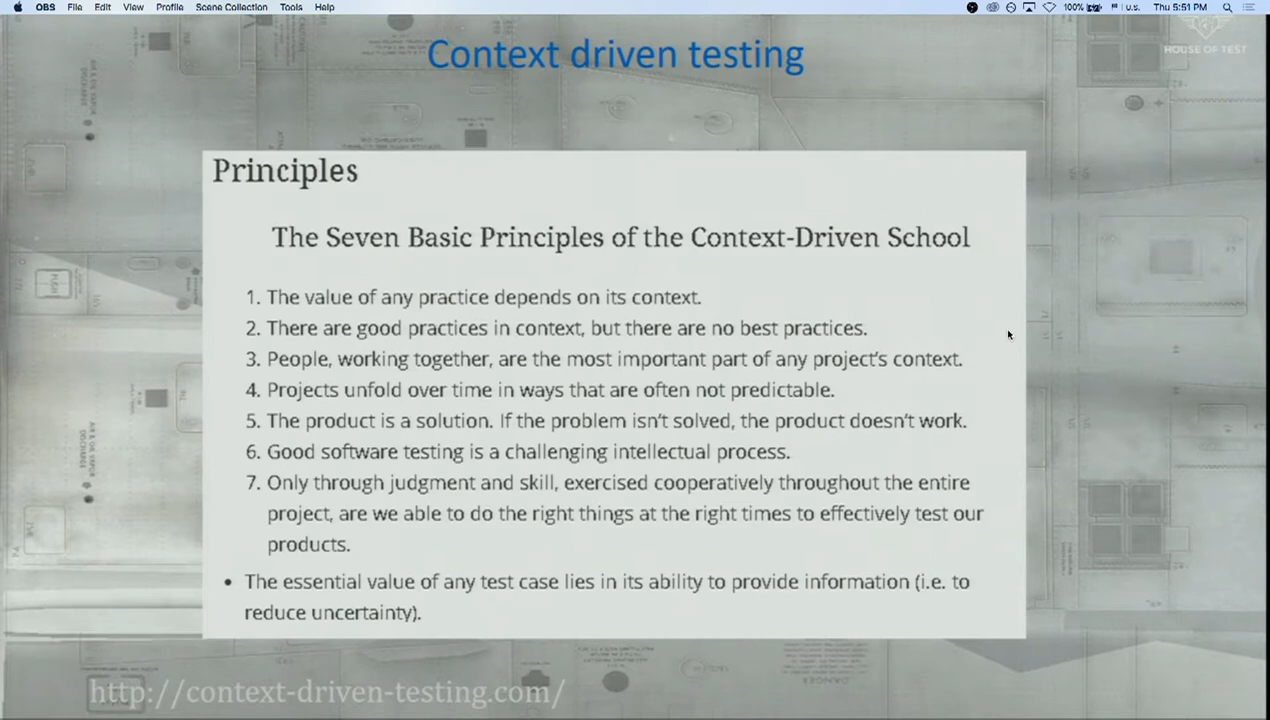 OBS File Edit View Profile Scene Collection Tools Help 100% U.S. Thu 5:51 PM
HOUSE OF TEST
Context driven testing
Principles
The Seven Basic Principles of the Context-Driven School
1. The value of any practice depends on its context.
2. There are good practices in context, but there are no best practices.
3. People, working together, are the most important part of any project's context.
4. Projects unfold over time in ways that are often not predictable.
5. The product is a solution. If the problem isn't solved, the product doesn't work.
6. Good software testing is a challenging intellectual process.
7. Only through judgment and skill, exercised cooperatively throughout the entire
project, are we able to do the right things at the right times to effectively test our
products.
• The essential value of any test case lies in its ability to provide information (i.e. to
reduce uncertainty).
http://context-driven-testing.com/
DANGER